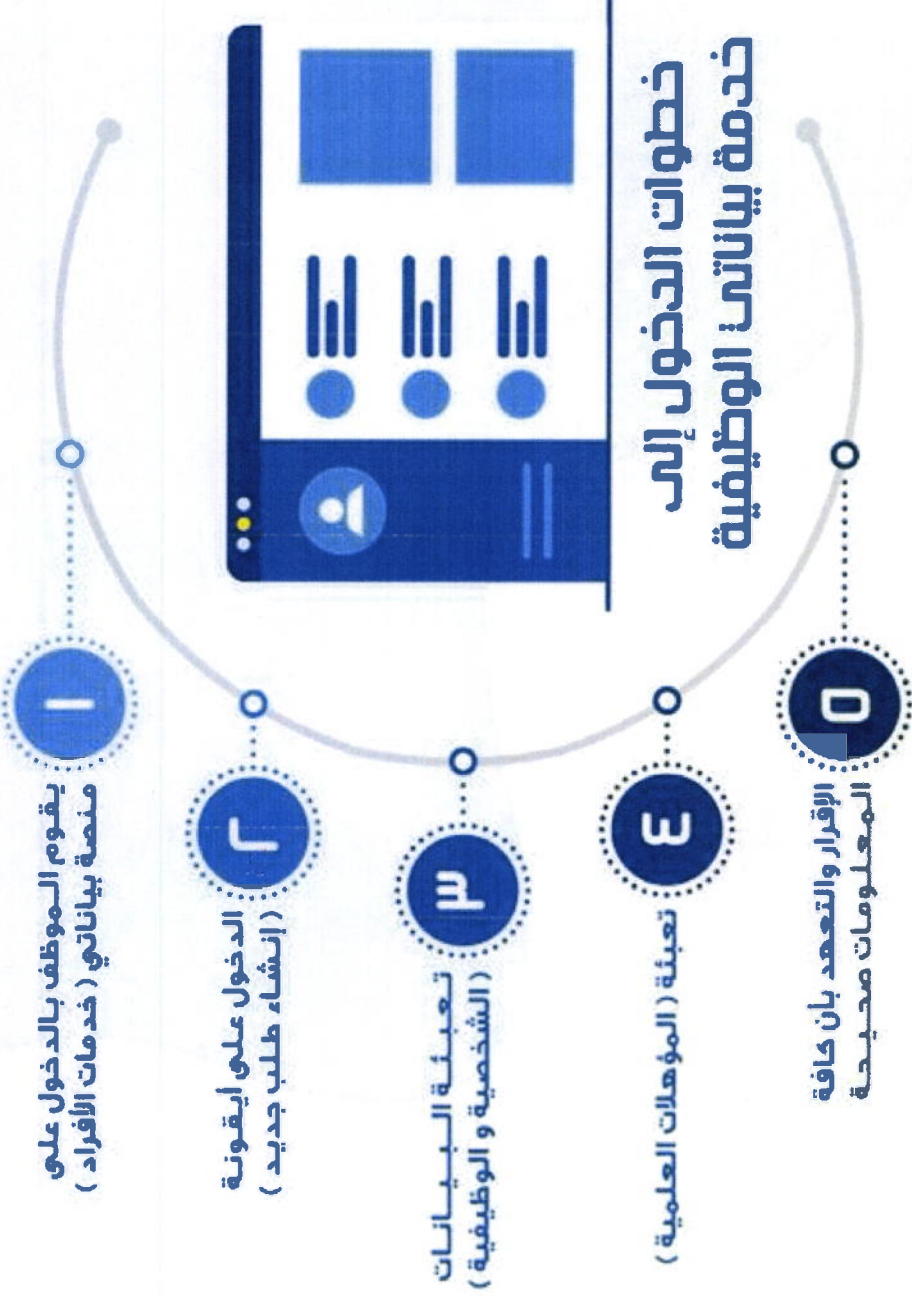 خطوات الدخول إلى
خدمة بياناتي الوظيفية
١
يقوم الموظف بالدخول على
منصة بياناتي ( خدمات الأفراد )
٢
الدخول على أيقونة
( إنشاء طلب جديد )
٣
تعبئة البيانات
( الشخصية و الوظيفية )
٤
تعبئة ( المؤهلات العلمية )
٥
الإقرار والتعهد بأن كافة
المعلومات صحيحة